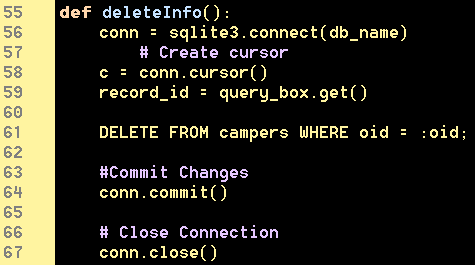 55 def deleteInfo():
56     conn = sqlite3.connect(db_name)
57         # Create cursor
58     c = conn.cursor()
59     record_id = query_box.get()
60
61     DELETE FROM campers WHERE oid = :oid;
62
63     #Commit Changes
64     conn.commit()
65
66     # Close Connection
67     conn.close()